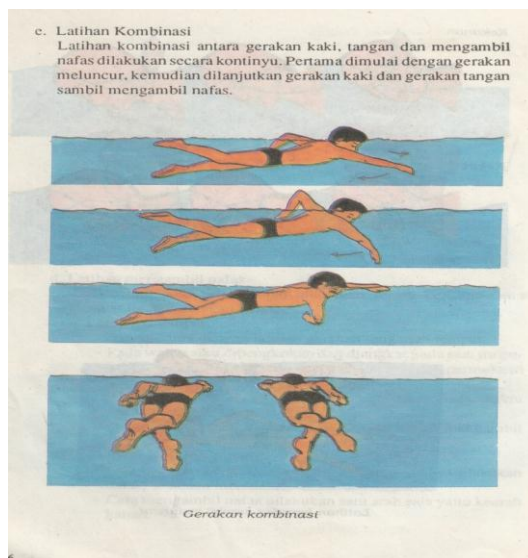 c. Latihan Kombinasi
Latihan kombinasi antara gerakan kaki, tangan dan mengambil
nafas dilakukan secara kontinyu. Pertama dimulai dengan gerakan
meluncur, kemudian dilanjutkan gerakan kaki dan gerakan tangan
sambil mengambil nafas.
Gerakan kombinasi